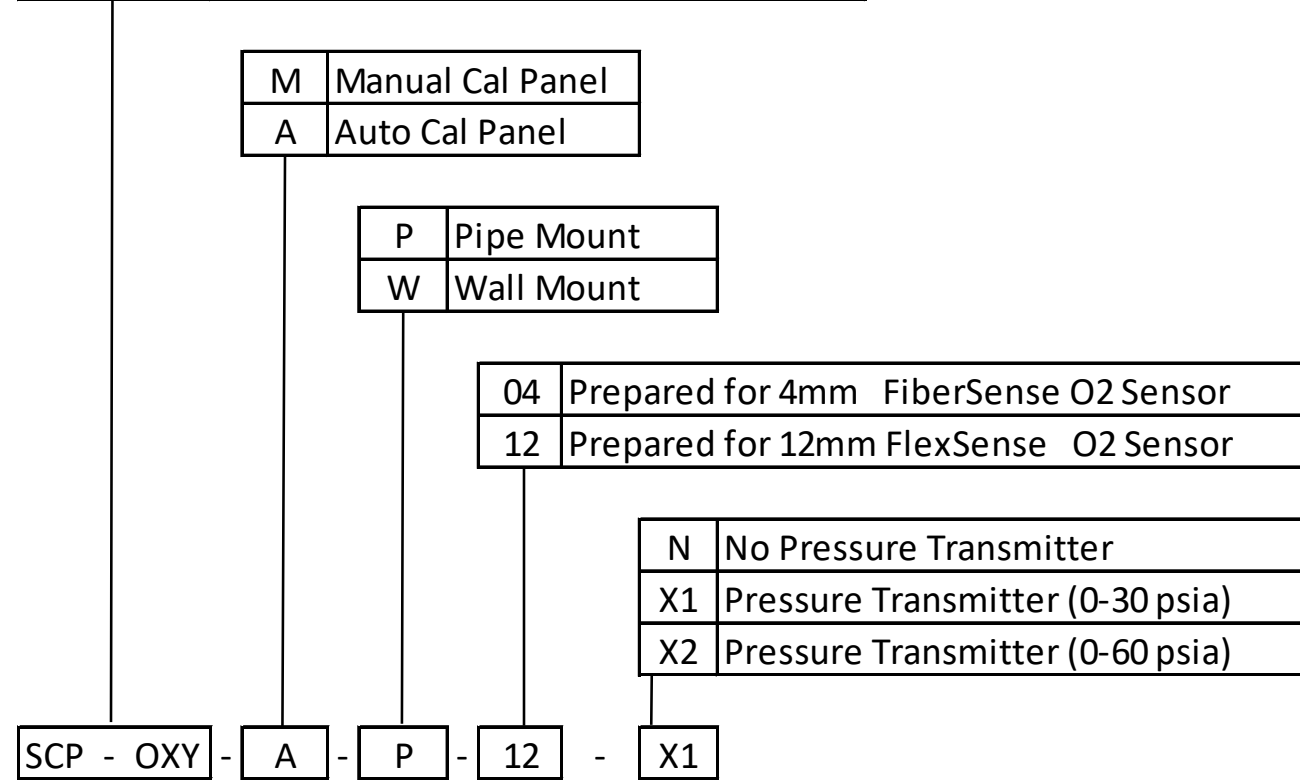 M Manual Cal Panel
A Auto Cal Panel
P Pipe Mount
W Wall Mount
04 Prepared for 4mm FiberSense O2 Sensor
12 Prepared for 12mm FlexSense O2 Sensor
N No Pressure Transmitter
X1 Pressure Transmitter (0-30 psia)
X2 Pressure Transmitter (0-60 psia)
SCP - OXY - A - P - 12 - X1